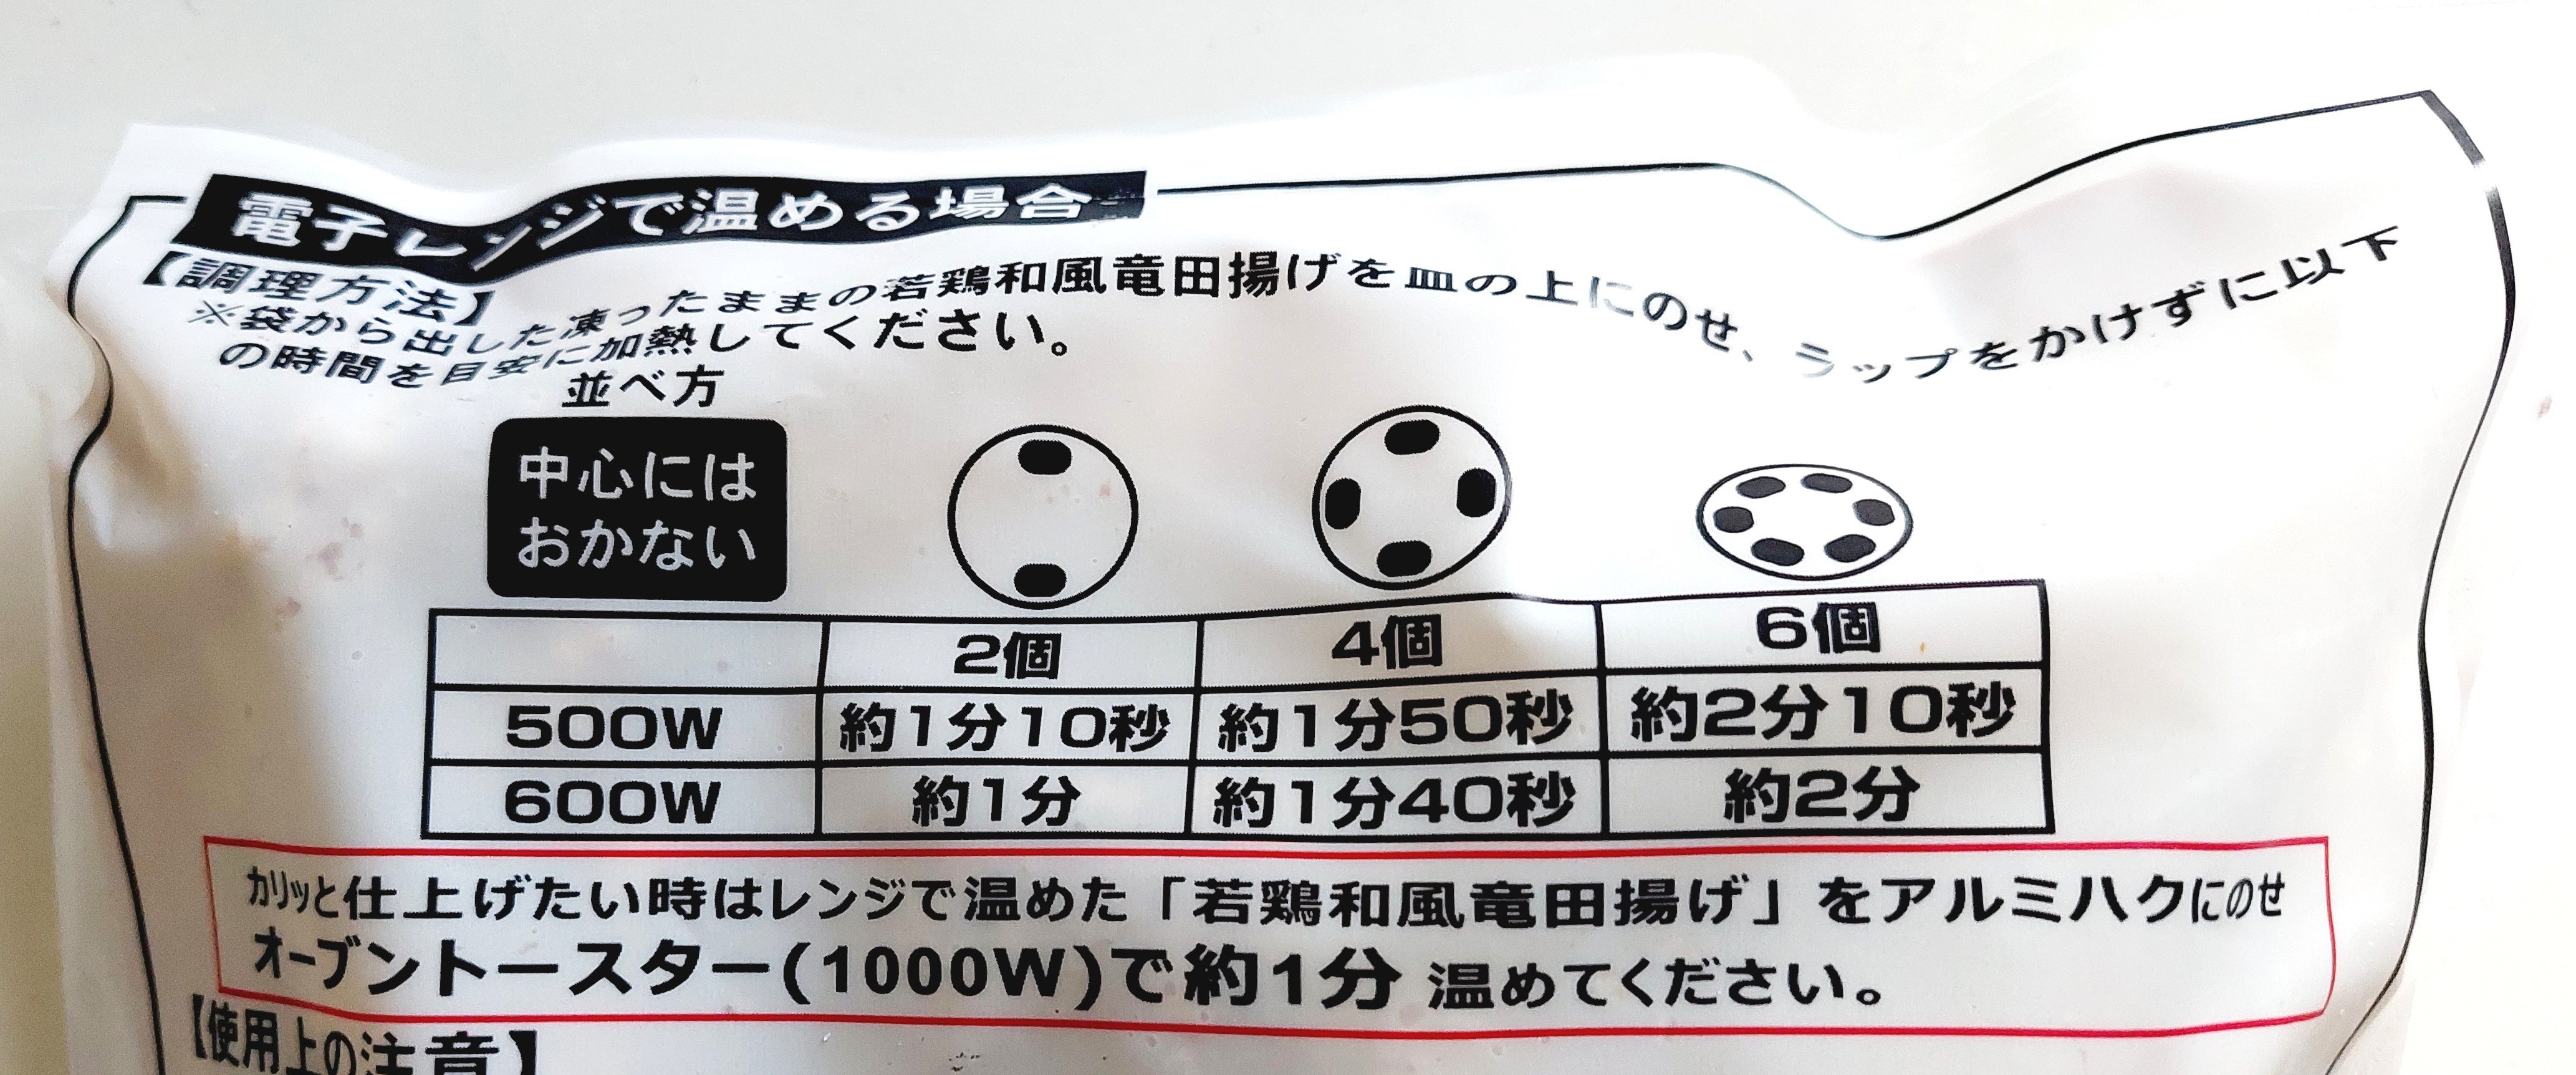 電子レンジで温める場合
【調理方法】
※袋から出した凍ったままの若鶏和風竜田揚げを皿の上にのせ、ラップをかけずに以下
の時間を目安に加熱してください。
並べ方
中心には
おかない
2個 4個 6個
500W 約1分10秒 約1分50秒 約2分10秒
600W 約1分 約1分40秒 約2分
カリッと仕上げたい時はレンジで温めた「若鶏和風竜田揚げ」をアルミハクにのせ
オーブントースター(1000W)で約1分 温めてください。
【使用上の注意】